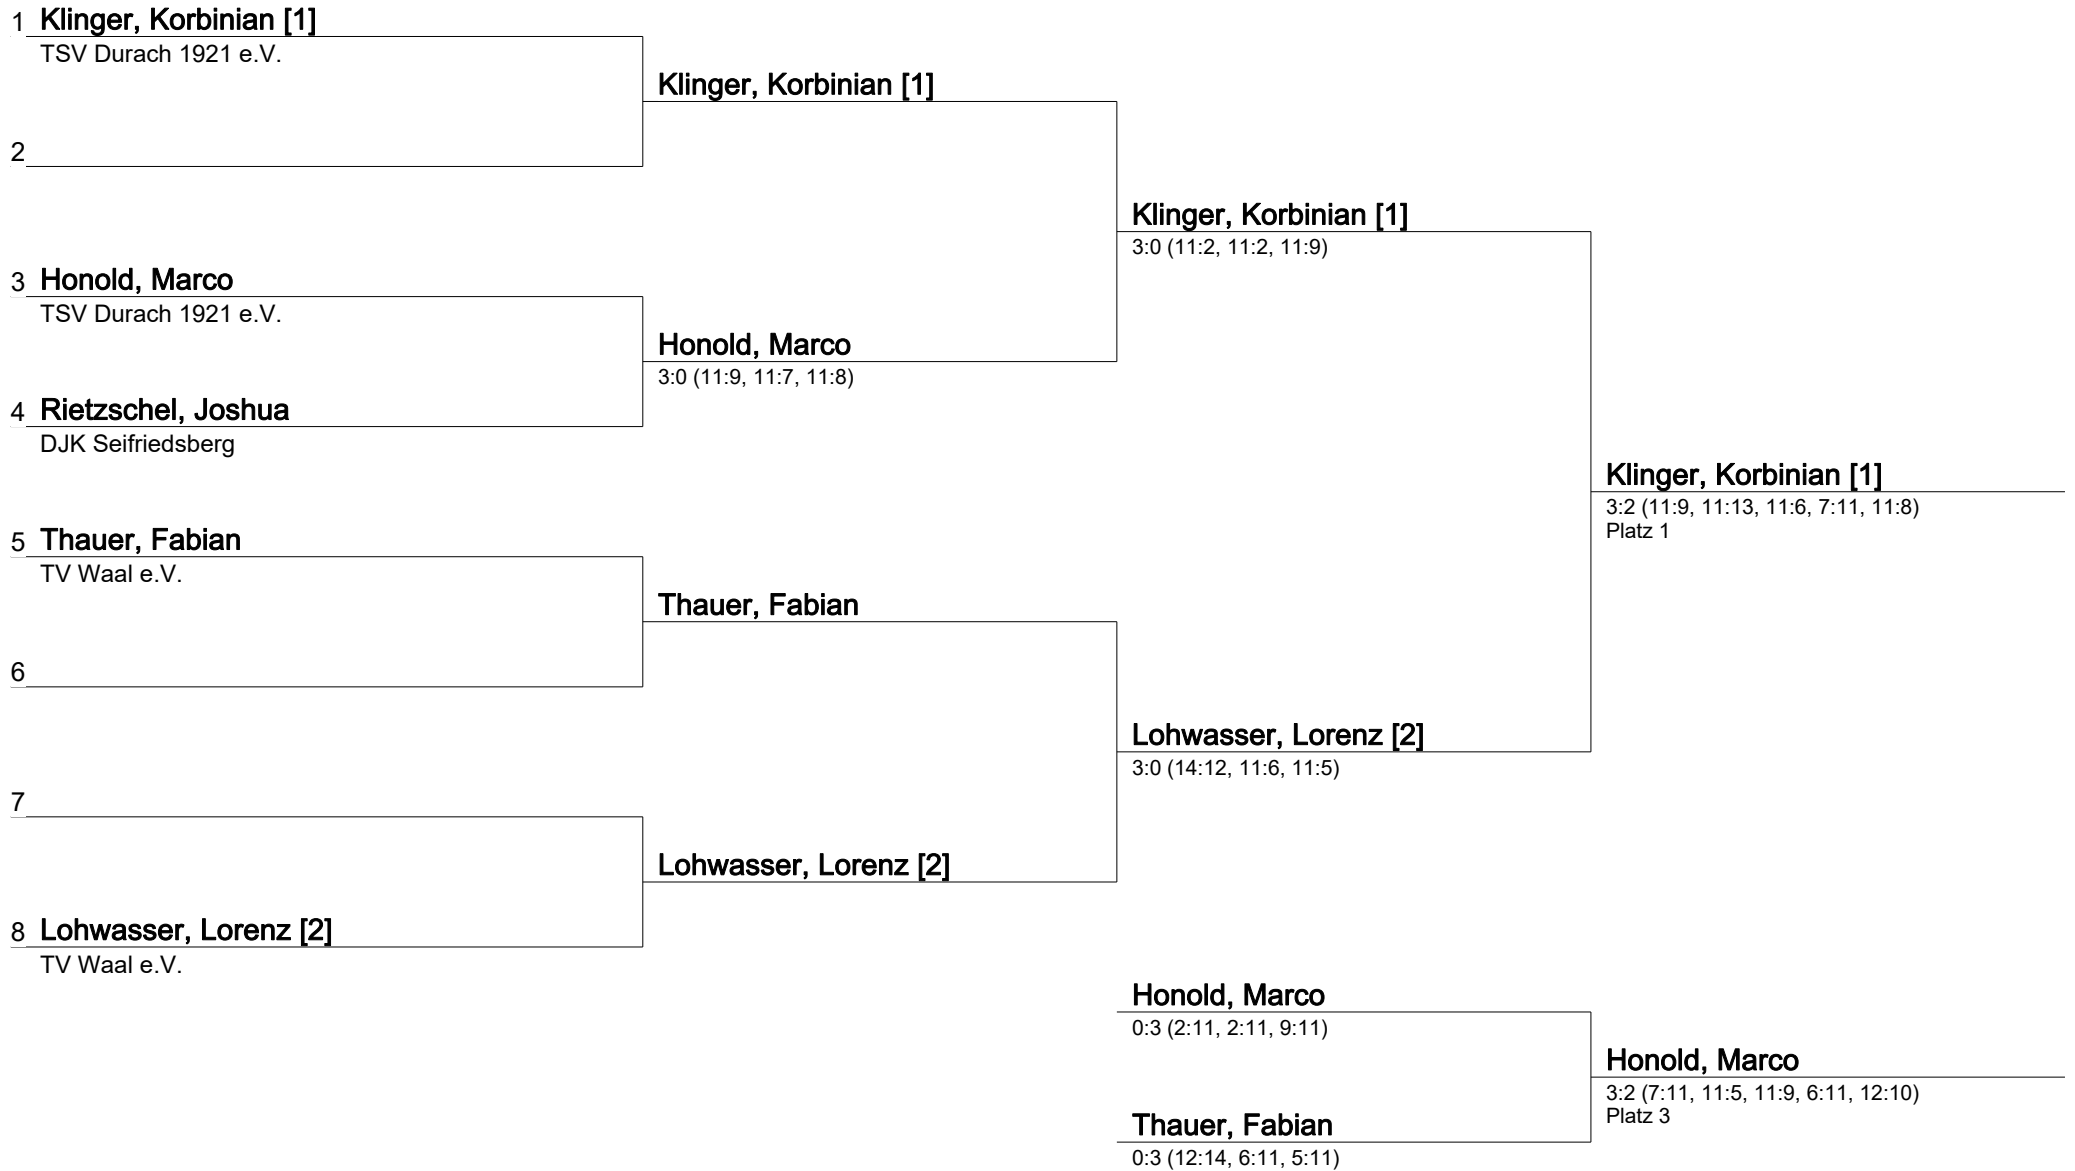 1 Klinger, Korbinian [1]
TSV Durach 1921 e.V.
Klinger, Korbinian [1]
2
Klinger, Korbinian [1]
3:0 (11:2, 11:2, 11:9)
3 Honold, Marco
TSV Durach 1921 e.V.
Honold, Marco
3:0 (11:9, 11:7, 11:8)
4 Rietzschel, Joshua
DJK Seifriedsberg
Klinger, Korbinian [1]
3:2 (11:9, 11:13, 11:6, 7:11, 11:8)
Platz 1
5 Thauer, Fabian
TV Waal e.V.
Thauer, Fabian
6
Lohwasser, Lorenz [2]
3:0 (14:12, 11:6, 11:5)
7
Lohwasser, Lorenz [2]
8 Lohwasser, Lorenz [2]
TV Waal e.V.
Honold, Marco
0:3 (2:11, 2:11, 9:11)
Honold, Marco
3:2 (7:11, 11:5, 11:9, 6:11, 12:10)
Platz 3
Thauer, Fabian
0:3 (12:14, 6:11, 5:11)